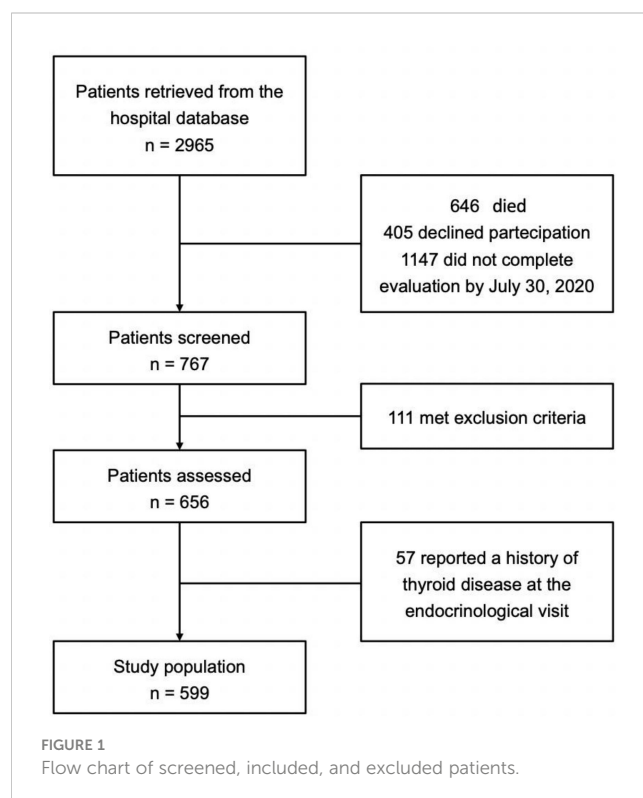 Patients retrieved from the
hospital database
n = 2965
646 died
405 declined partecipation
1147 did not complete
evaluation by July 30, 2020
Patients screened
n = 767
111 met exclusion criteria
Patients assessed
n = 656
57 reported a history of
thyroid disease at the
endocrinological visit
Study population
n = 599
FIGURE 1
Flow chart of screened, included, and excluded patients.